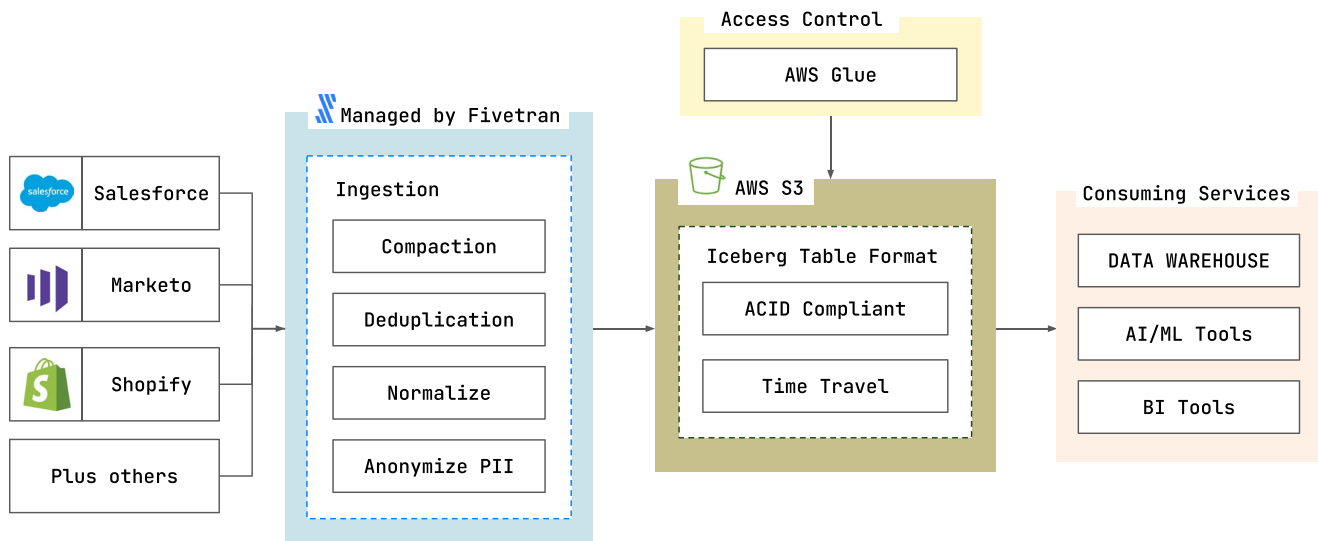 Access Control
AWS Glue
Managed by Fivetran
Ingestion
Compaction
Deduplication
Normalize
Anonymize PII
salesforce
Salesforce
Marketo
Shopify
Plus others
AWS S3
Iceberg Table Format
ACID Compliant
Time Travel
Consuming Services
DATA WAREHOUSE
AI/ML Tools
BI Tools